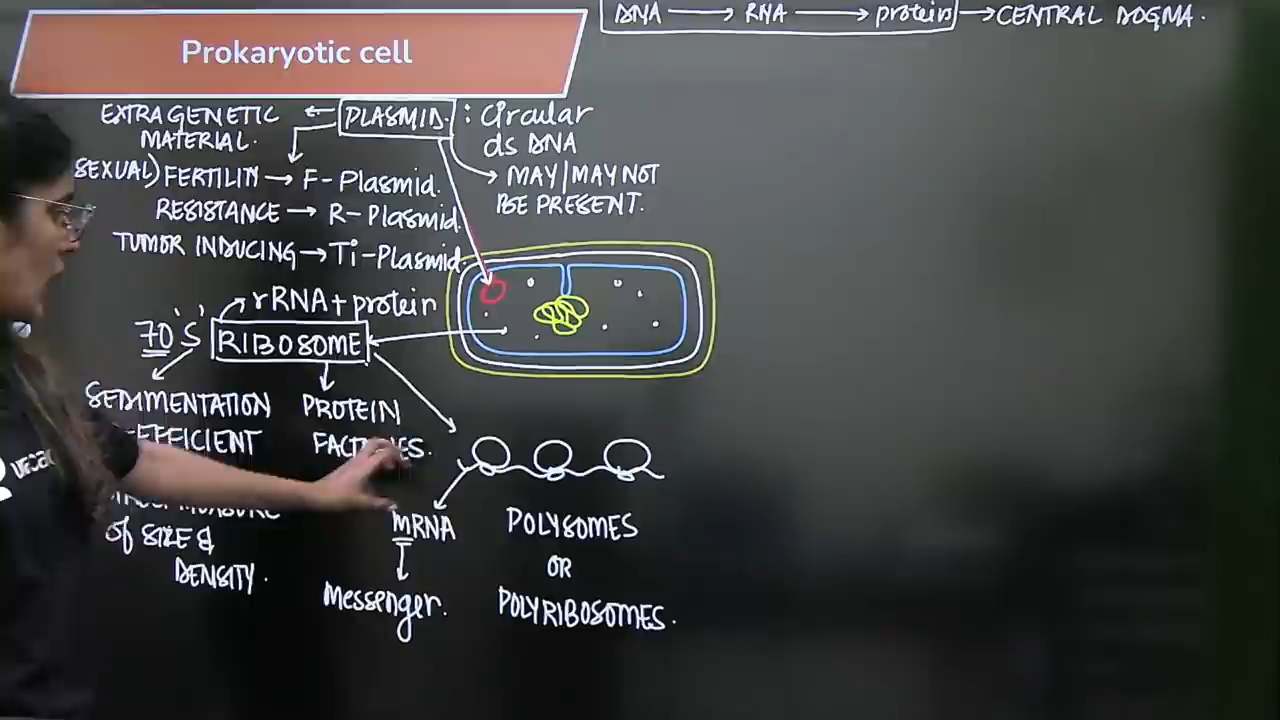 DNA → RNA → protein → CENTRAL DOGMA.
Prokaryotic cell
EXTRAGENETIC ← PLASMID : Circular
MATERIAL.
ds DNA
SEXUAL) FERTILITY → F-Plasmid.
→ MAY/MAY NOT
BE PRESENT.
RESISTANCE → R-Plasmid.
TUMOR INDUCING → Ti-Plasmid.
rRNA + protein
70'S' RIBOSOME
SEDIMENTATION
EFFICIENT
PROTEIN
MEASURE
of SIZE &
DENSITY.
mRNA
Messenger.
POLYSOMES
OR
POLYRIBOSOMES.